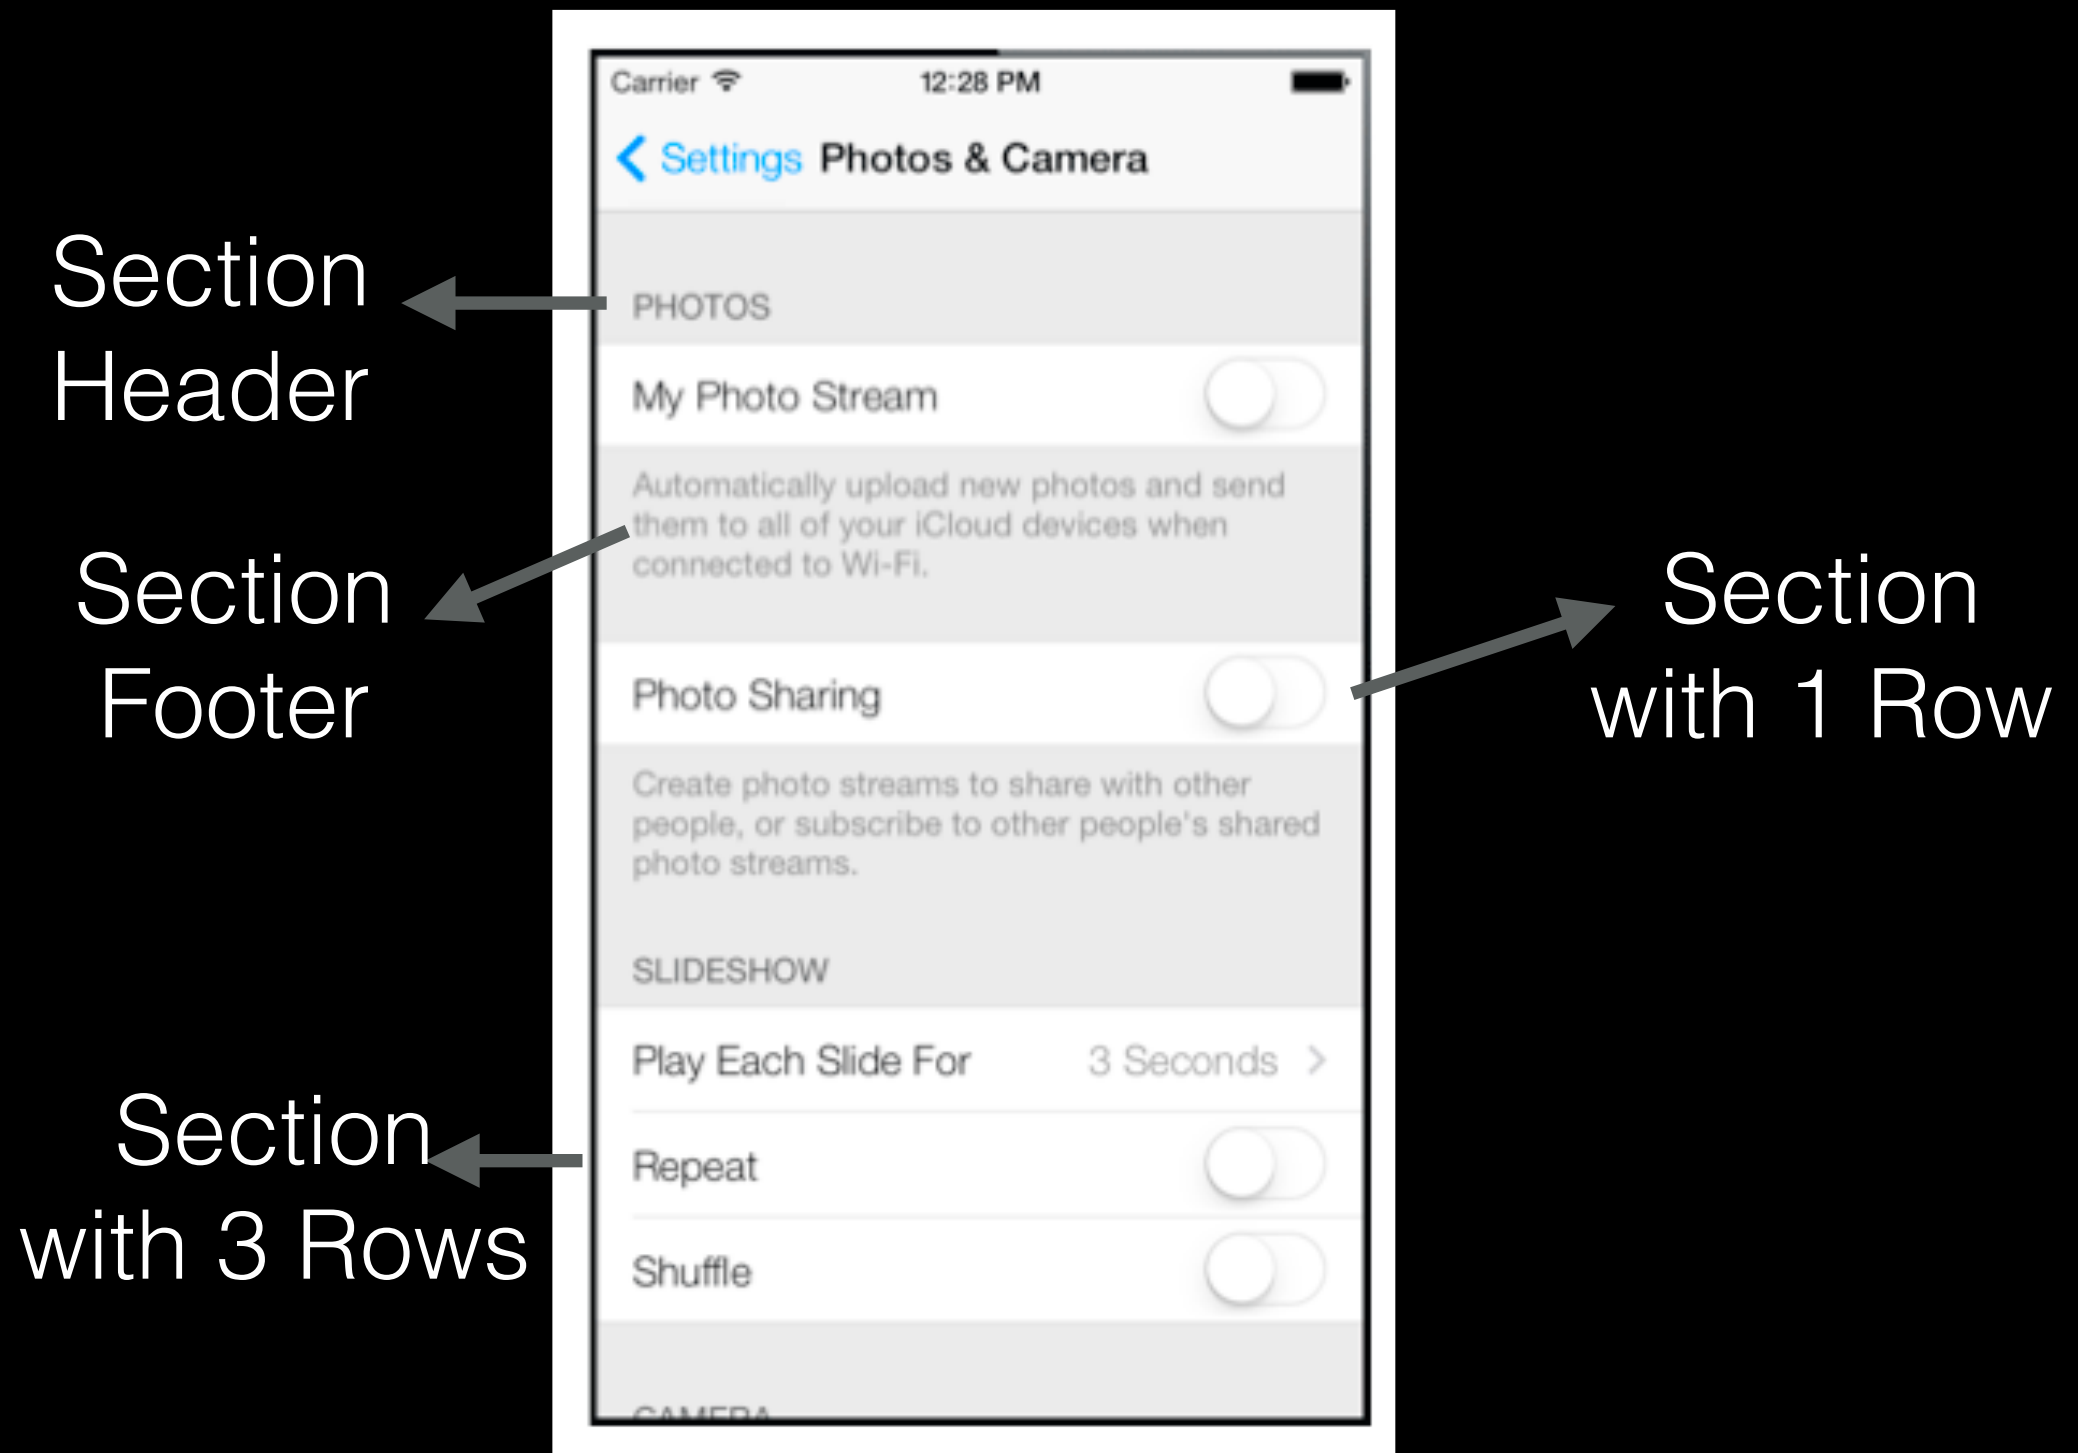 Carrier 12:28 PM
Settings Photos & Camera
PHOTOS
My Photo Stream
Automatically upload new photos and send
them to all of your iCloud devices when
connected to Wi-Fi.
Photo Sharing
Create photo streams to share with other
people, or subscribe to other people's shared
photo streams.
SLIDESHOW
Play Each Slide For 3 Seconds
Repeat
Shuffle
CAMERA
Section
Header
Section
Footer
Section
with 3 Rows
Section
with 1 Row